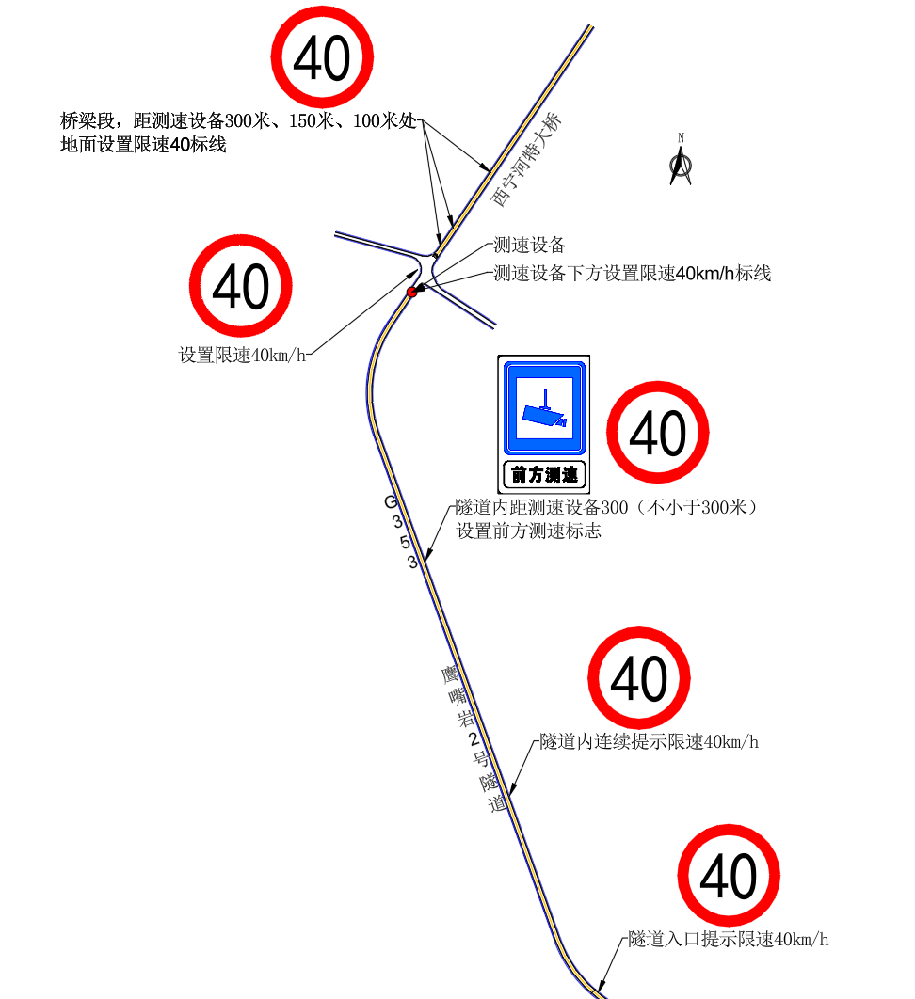 40
桥梁段，距测速设备300米、150米、100米处
地面设置限速40标线
西宁河特大桥
N
测速设备
测速设备下方设置限速40km/h标线
40
设置限速40km/h
40
前方测速
隧道内距测速设备300（不小于300米）
设置前方测速标志
G353
鹰嘴岩2号隧道
40
隧道内连续提示限速40km/h
40
隧道入口提示限速40km/h